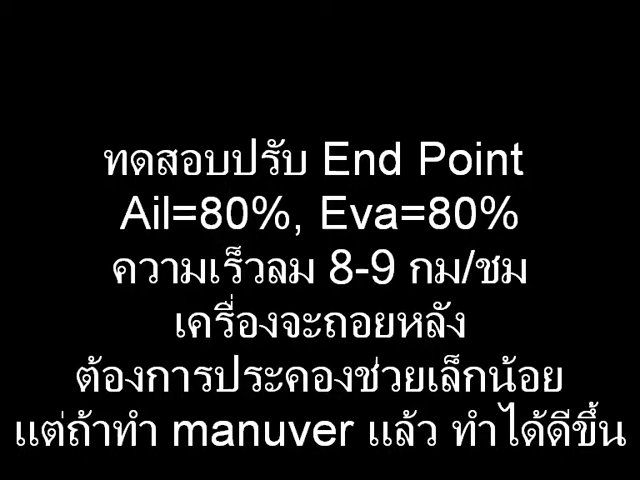 ทดสอบปรับ End Point
Ail=80%, Eva=80%
ความเร็วลม 8-9 กม/ชม
เครื่องจะถอยหลัง
ต้องการประคองช่วยเล็กน้อย
แต่ถ้าทำ manuver แล้ว ทำได้ดีขึ้น